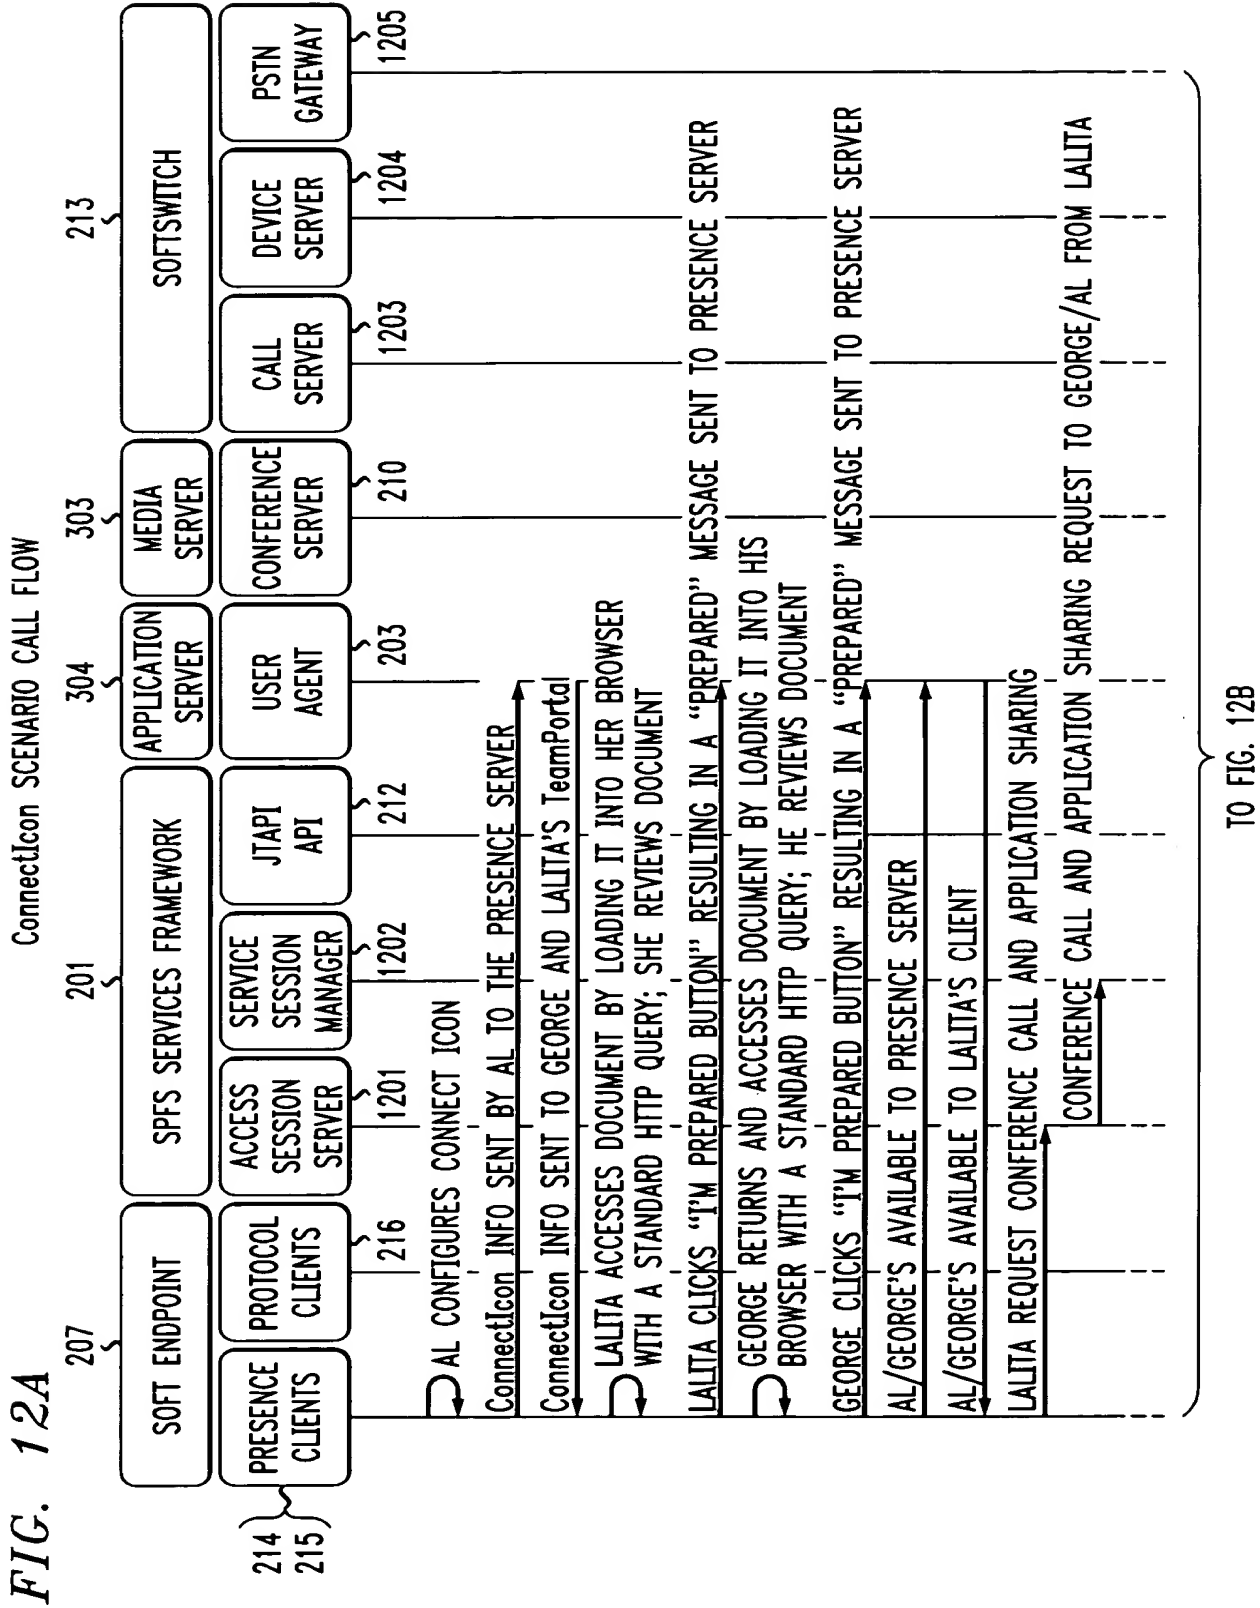 FIG. 12A
ConnectIcon SCENARIO CALL FLOW
207
201
304
303
213
SOFT ENDPOINT
SPFS SERVICES FRAMEWORK
APPLICATION
SERVER
MEDIA
SERVER
SOFTSWITCH
214
215
PRESENCE
CLIENTS
PROTOCOL
CLIENTS
216
ACCESS
SESSION
SERVER
1201
SERVICE
SESSION
MANAGER
1202
JTAPI
API
212
USER
AGENT
203
CONFERENCE
SERVER
210
CALL
SERVER
1203
DEVICE
SERVER
1204
PSTN
GATEWAY
1205
AL CONFIGURES CONNECT ICON
ConnectIcon INFO SENT BY AL TO THE PRESENCE SERVER
ConnectIcon INFO SENT TO GEORGE AND LALITA'S TeamPortal
LALITA ACCESSES DOCUMENT BY LOADING IT INTO HER BROWSER
WITH A STANDARD HTTP QUERY; SHE REVIEWS DOCUMENT
LALITA CLICKS “I'M PREPARED BUTTON” RESULTING IN A “PREPARED” MESSAGE SENT TO PRESENCE SERVER
GEORGE RETURNS AND ACCESSES DOCUMENT BY LOADING IT INTO HIS
BROWSER WITH A STANDARD HTTP QUERY; HE REVIEWS DOCUMENT
GEORGE CLICKS “I'M PREPARED BUTTON” RESULTING IN A “PREPARED” MESSAGE SENT TO PRESENCE SERVER
AL/GEORGE'S AVAILABLE TO PRESENCE SERVER
AL/GEORGE'S AVAILABLE TO LALITA'S CLIENT
LALITA REQUEST CONFERENCE CALL AND APPLICATION SHARING
CONFERENCE CALL AND APPLICATION SHARING REQUEST TO GEORGE/AL FROM LALITA
TO FIG. 12B